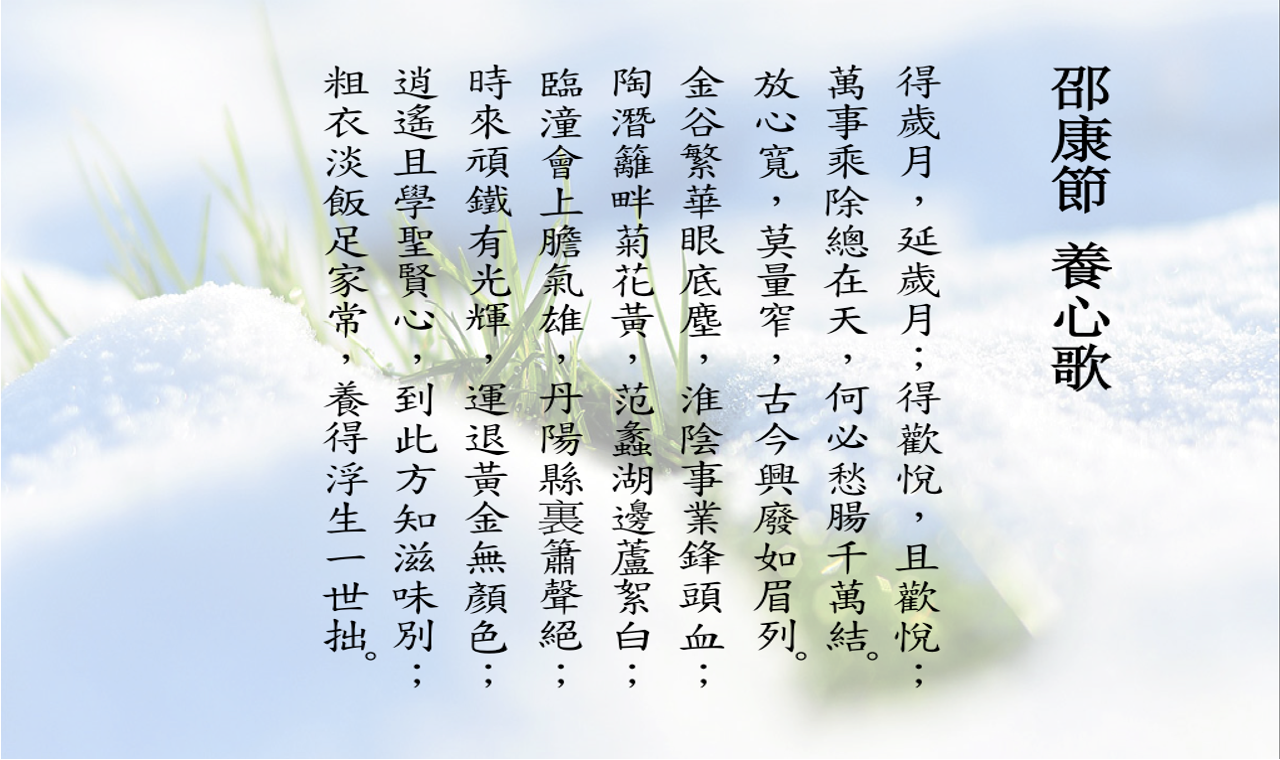 邵康節 養心歌
得歲月，延歲月；得歡悅，且歡悅；
萬事乘除總在天，何必愁腸千萬結。
放心寬，莫量窄，古今興廢如眉列。
金谷繁華眼底塵，淮陰事業鋒頭血；
陶潛籬畔菊花黃，范蠡湖邊蘆絮白；
臨潼會上膽氣雄，丹陽縣裏簫聲絕；
時來頑鐵有光輝，運退黃金無顏色；
逍遙且學聖賢心，到此方知滋味別；
粗衣淡飯足家常，養得浮生一世拙。